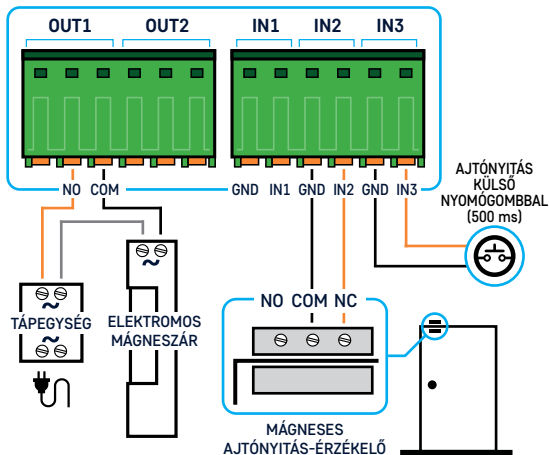 OUT1 OUT2 IN1 IN2 IN3
NO COM GND IN1 GND IN2 GND IN3
AJTÓNYITÁS
KÜLSŐ
NYOMÓGOMBBAL
(500 ms)
NO COM NC
TÁPEGYSÉG
ELEKTROMOS
MÁGNESZÁR
MÁGNESES
AJTÓNYITÁS-ÉRZÉKELŐ